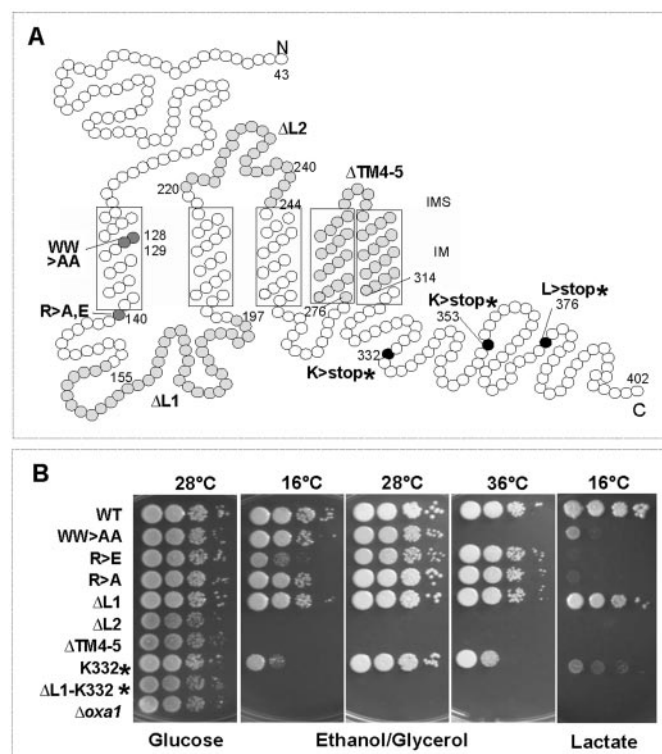 A
N
43
ΔL2
240
ΔTM4-5
220
244
IMS
WW
>AA
128
129
IM
314
K>stop*
353
L>stop*
376
R>A,E
140
197
276
332
155
ΔL1
K>stop*
402
C
B
28°C 16°C 28°C 36°C 16°C
WT
WW>AA
R>E
R>A
ΔL1
ΔL2
ΔTM4-5
K332*
ΔL1-K332*
Δoxa1
Glucose Ethanol/Glycerol Lactate